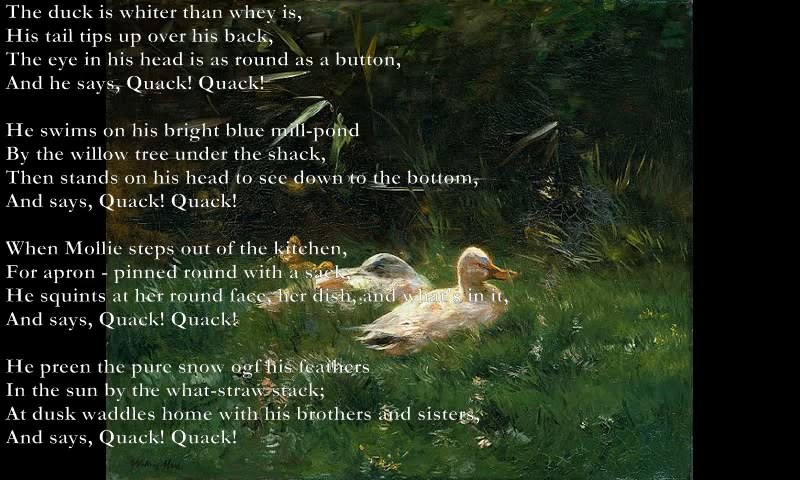 The duck is whiter than whey is,
His tail tips up over his back,
The eye in his head is as round as a button,
And he says, Quack! Quack!
He swims on his bright blue mill-pond
By the willow tree under the shack,
Then stands on his head to see down to the bottom,
And says, Quack! Quack!
When Mollie steps out of the kitchen,
For apron - pinned round with a sack,
He squints at her round face, her dish, and what's in it,
And says, Quack! Quack!
He preen the pure snow ogf his feathers
In the sun by the what-straw stack;
At dusk waddles home with his brothers and sisters,
And says, Quack! Quack!